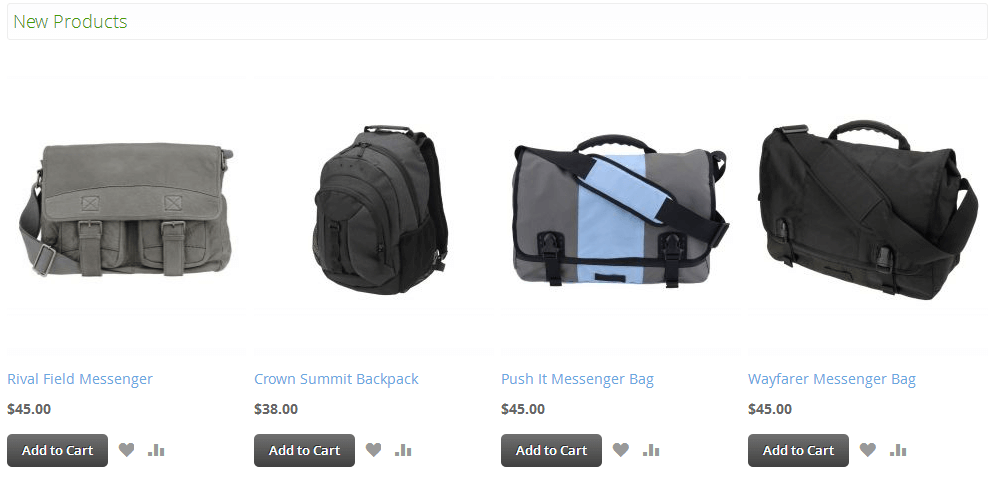 New Products
Rival Field Messenger
Crown Summit Backpack
Push It Messenger Bag
Wayfarer Messenger Bag
$45.00
$38.00
$45.00
$45.00
Add to Cart
Add to Cart
Add to Cart
Add to Cart